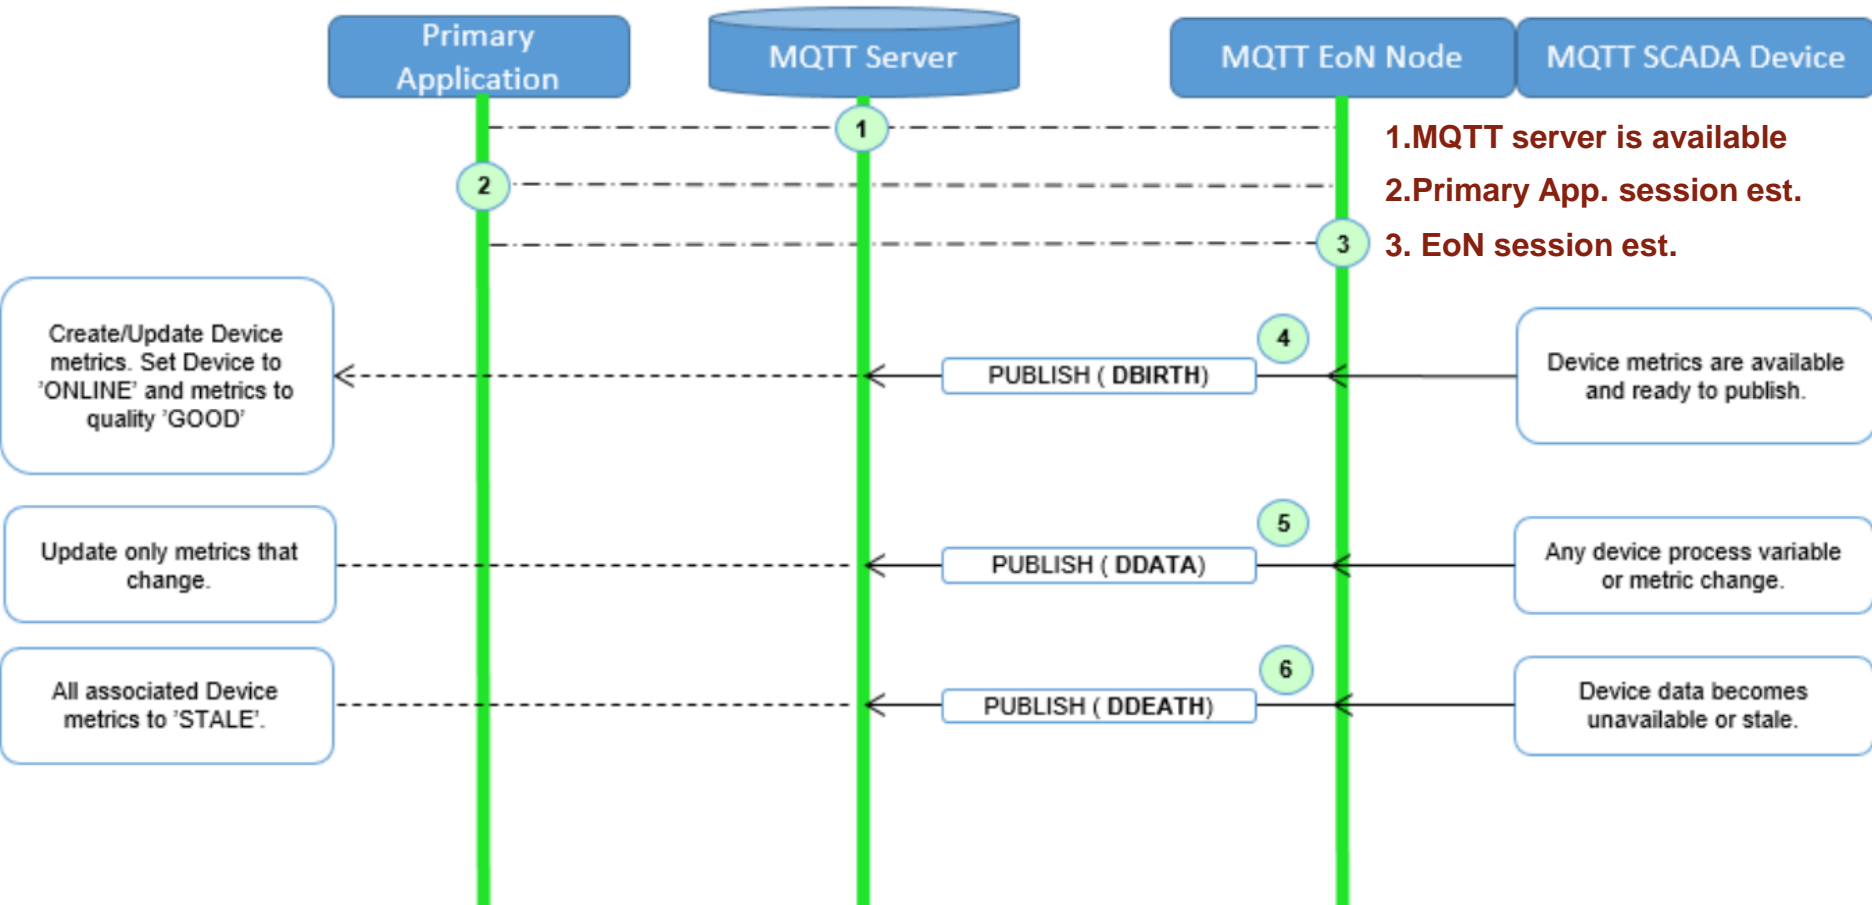 Primary
Application
MQTT Server
MQTT EoN Node
MQTT SCADA Device
1
1.MQTT server is available
2
2.Primary App. session est.
3
3. EoN session est.
Create/Update Device
metrics. Set Device to
’ONLINE’ and metrics to
quality ’GOOD’
4
PUBLISH ( DBIRTH)
Device metrics are available
and ready to publish.
Update only metrics that
change.
5
PUBLISH ( DDATA)
Any device process variable
or metric change.
All associated Device
metrics to ’STALE’.
6
PUBLISH ( DDEATH)
Device data becomes
unavailable or stale.